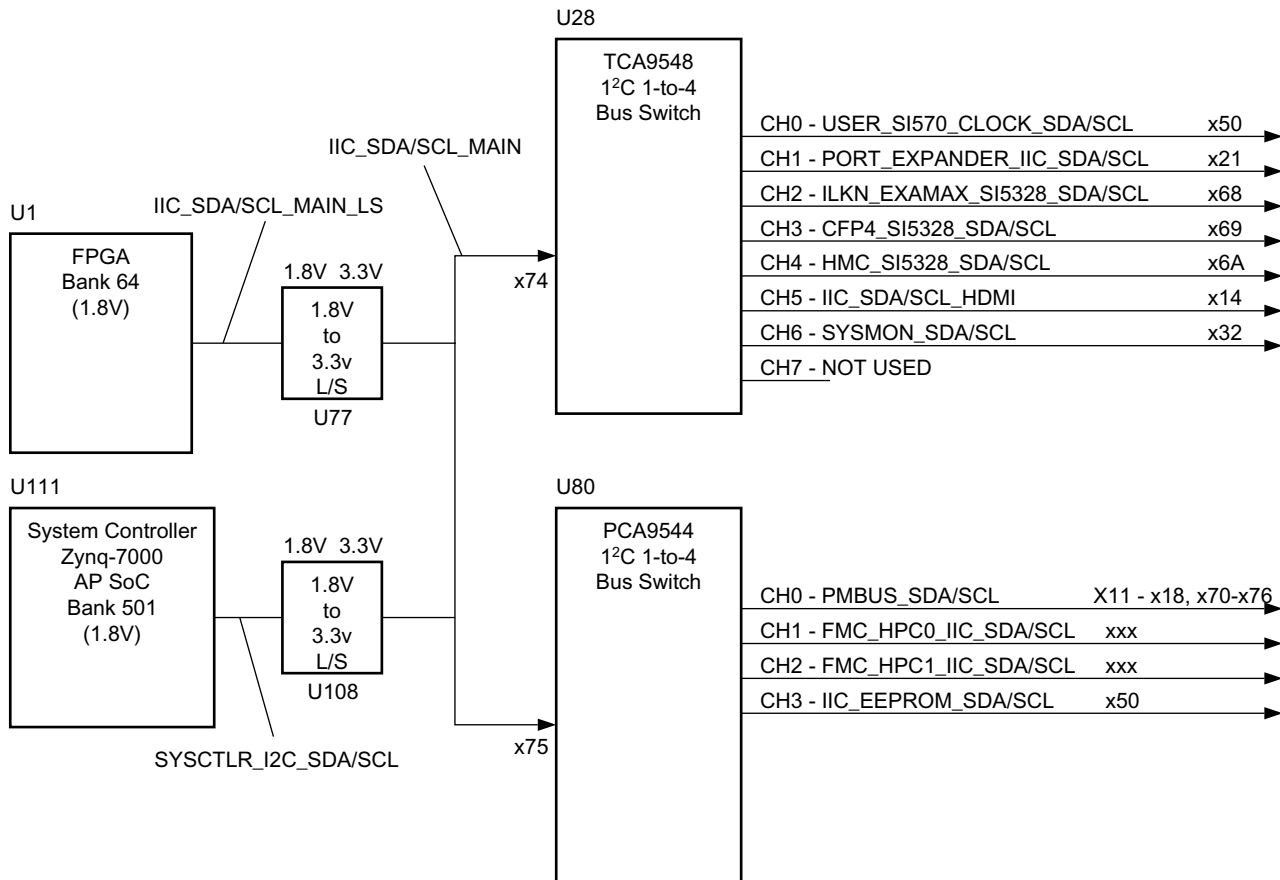 U28
TCA9548
1²C 1-to-4
Bus Switch
CH0 - USER_SI570_CLOCK_SDA/SCL x50
CH1 - PORT_EXPANDER_IIC_SDA/SCL x21
CH2 - ILKN_EXAMAX_SI5328_SDA/SCL x68
CH3 - CFP4_SI5328_SDA/SCL x69
CH4 - HMC_SI5328_SDA/SCL x6A
CH5 - IIC_SDA/SCL_HDMI x14
CH6 - SYSMON_SDA/SCL x32
CH7 - NOT USED
IIC_SDA/SCL_MAIN
IIC_SDA/SCL_MAIN_LS
x74
U1
FPGA
Bank 64
(1.8V)
1.8V 3.3V
1.8V
to
3.3v
L/S
U77
U111
System Controller
Zynq-7000
AP SoC
Bank 501
(1.8V)
1.8V 3.3V
1.8V
to
3.3v
L/S
U108
SYSCTLR_I2C_SDA/SCL
x75
U80
PCA9544
1²C 1-to-4
Bus Switch
CH0 - PMBUS_SDA/SCL X11 - x18, x70-x76
CH1 - FMC_HPC0_IIC_SDA/SCL xxx
CH2 - FMC_HPC1_IIC_SDA/SCL xxx
CH3 - IIC_EEPROM_SDA/SCL x50